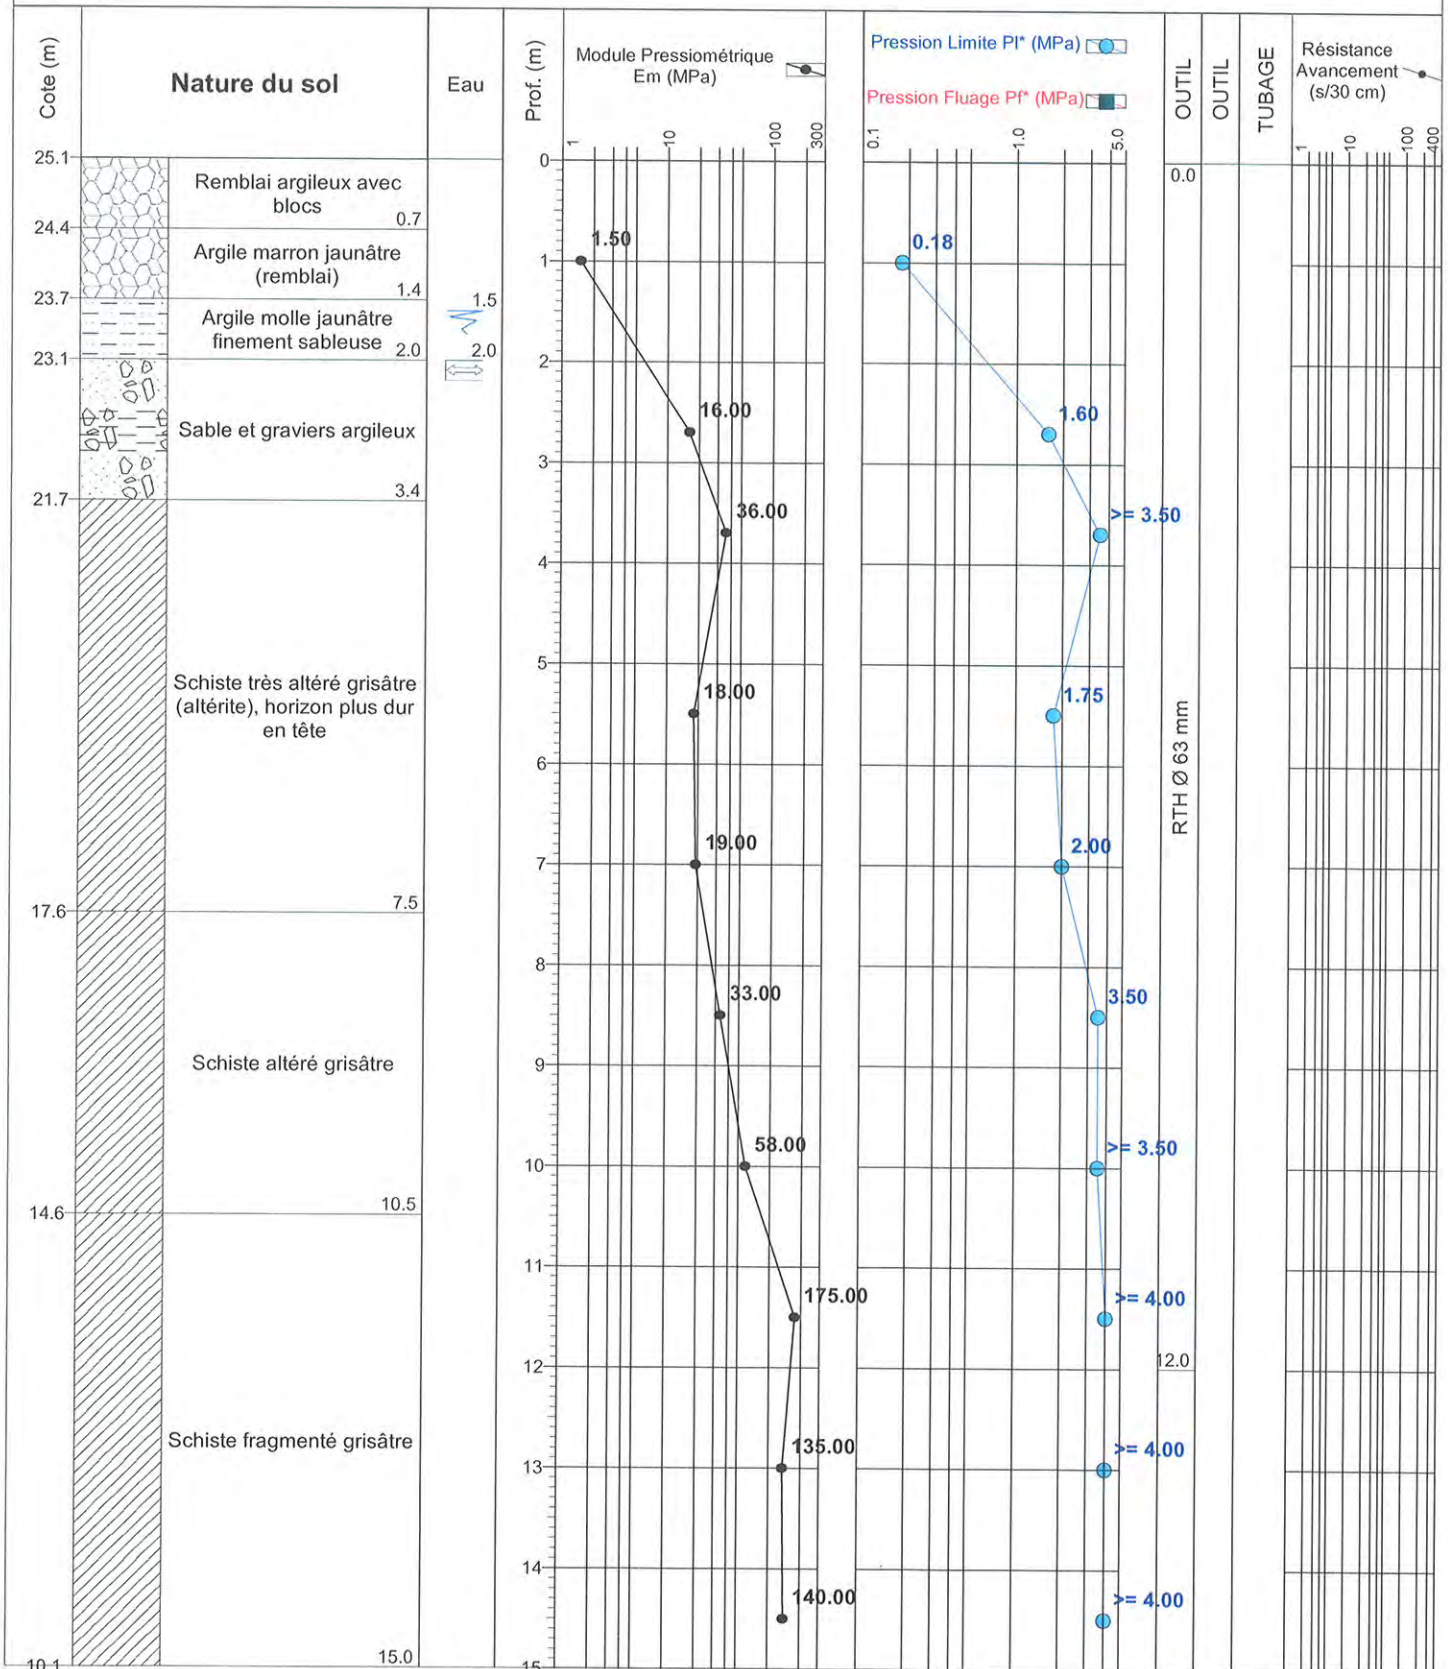 Cote (m)
Nature du sol
Eau
Prof. (m)
Module Pressiométrique
Em (MPa)
1
10
100
300
Pression Limite Pl* (MPa)
Pression Fluage Pf* (MPa)
0.1
1.0
5.0
OUTIL
OUTIL
TUBAGE
Résistance
Avancement
(s/30 cm)
1
10
100
400
25.1
24.4
23.7
23.1
21.7
17.6
14.6
10.1
Remblai argileux avec
blocs
0.7
Argile marron jaunâtre
(remblai)
1.4
Argile molle jaunâtre
finement sableuse
2.0
Sable et graviers argileux
3.4
Schiste très altéré grisâtre
(altérite), horizon plus dur
en tête
7.5
Schiste altéré grisâtre
10.5
Schiste fragmenté grisâtre
15.0
1.5
2.0
0
1
2
3
4
5
6
7
8
9
10
11
12
13
14
15
1.50
16.00
36.00
18.00
19.00
33.00
58.00
175.00
135.00
140.00
0.18
1.60
>= 3.50
1.75
2.00
3.50
>= 3.50
>= 4.00
>= 4.00
>= 4.00
0.0
RTH Ø 63 mm
12.0